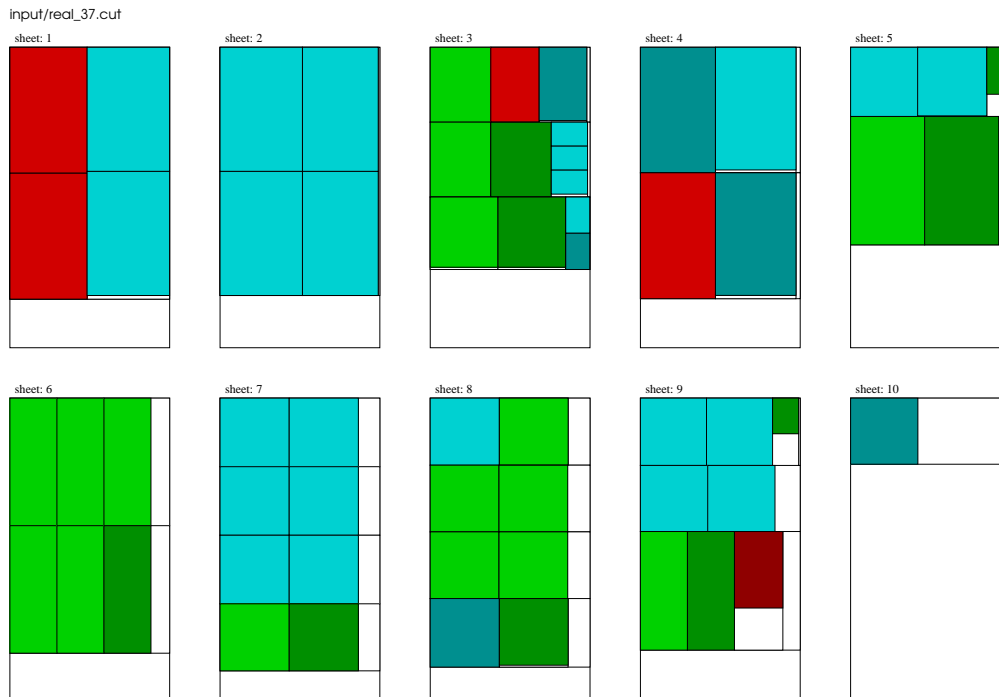 input/real_37.cut
sheet: 1
sheet: 2
sheet: 3
sheet: 4
sheet: 5
sheet: 6
sheet: 7
sheet: 8
sheet: 9
sheet: 10